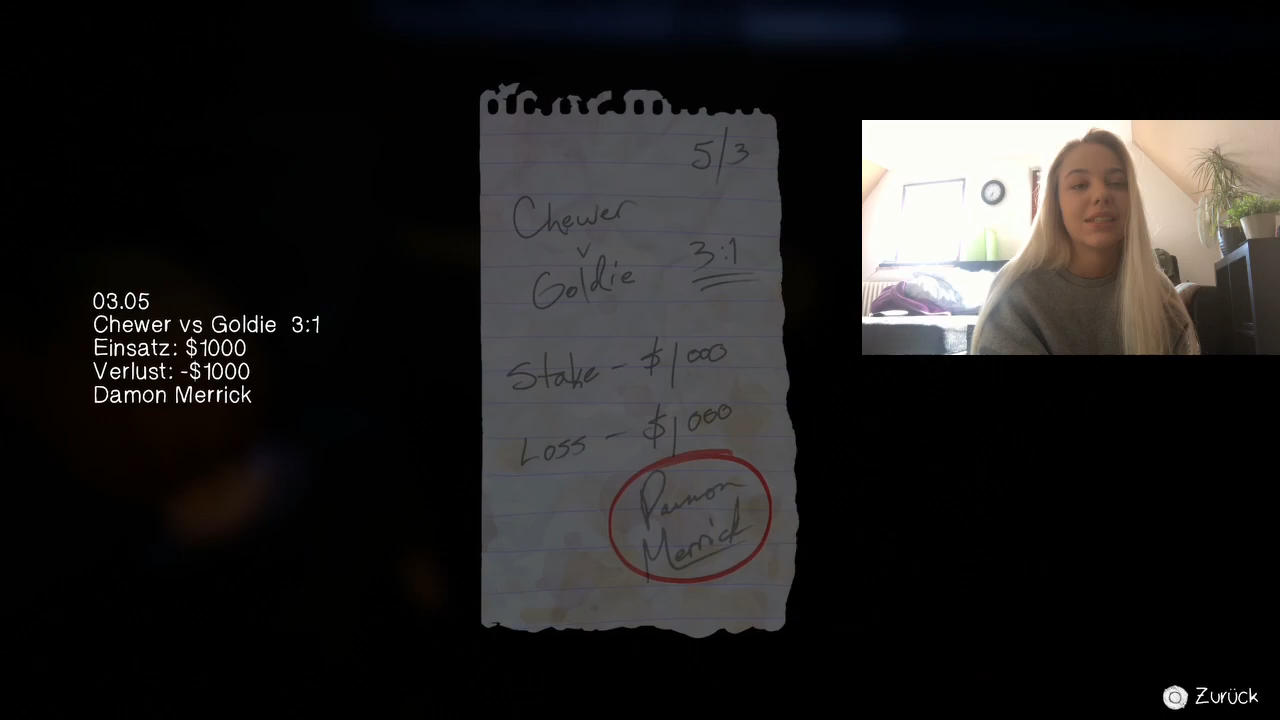 03.05
Chewer vs Goldie 3:1
Einsatz: $1000
Verlust: -$1000
Damon Merrick
5/3
Chewer
v
Goldie 3:1
Stake - $1000
Loss - $1000
Damon
Merrick
Zurück